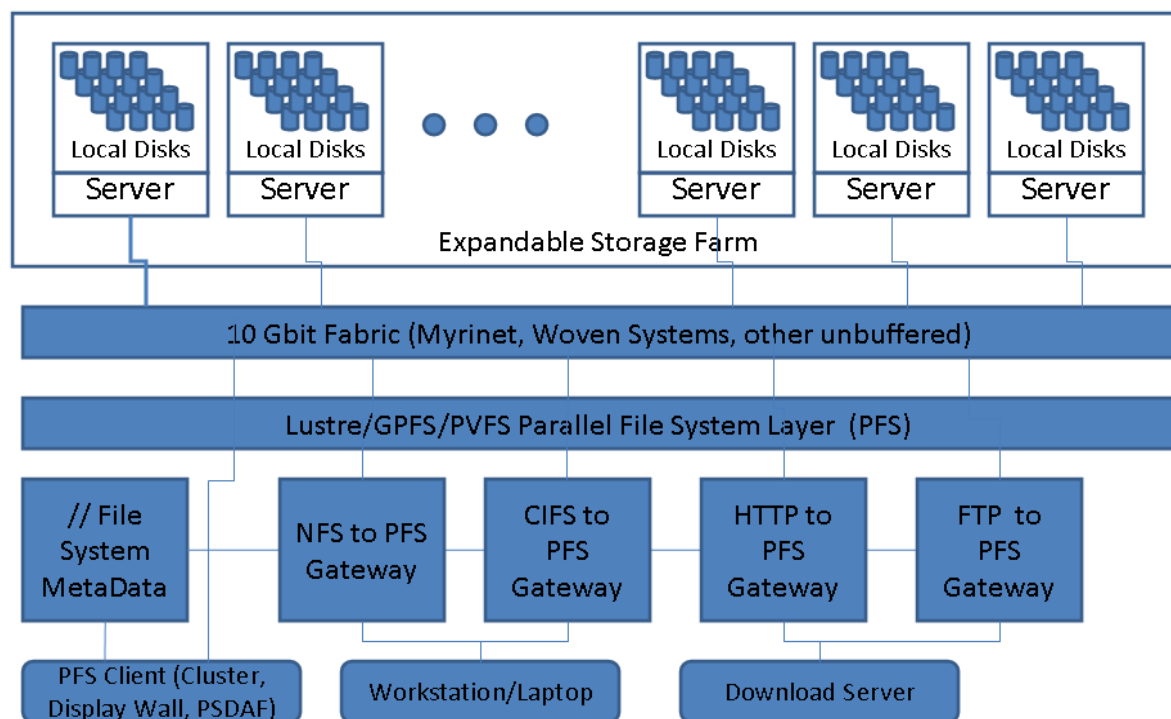 Local Disks
Server
Local Disks
Server
Local Disks
Server
Local Disks
Server
Local Disks
Server
Expandable Storage Farm
10 Gbit Fabric (Myrinet, Woven Systems, other unbuffered)
Lustre/GPFS/PVFS Parallel File System Layer (PFS)
// File
System
MetaData
NFS to PFS
Gateway
CIFS to
PFS
Gateway
HTTP to
PFS
Gateway
FTP to
PFS
Gateway
PFS Client (Cluster,
Display Wall, PSDAF)
Workstation/Laptop
Download Server